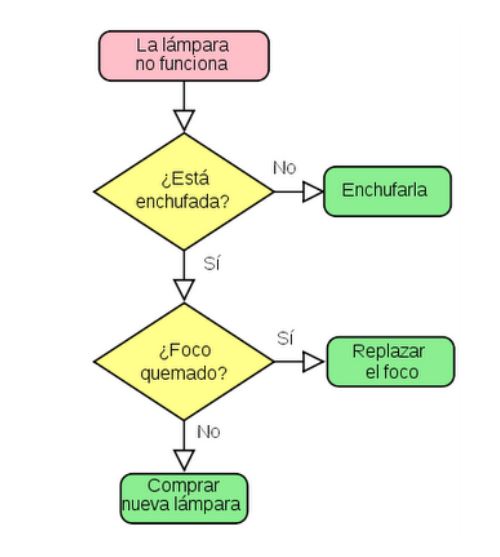 La lámpara
no funciona
¿Está
enchufada?
No
Enchufarla
Sí
¿Foco
quemado?
Sí
Replazar
el foco
No
Comprar
nueva lámpara